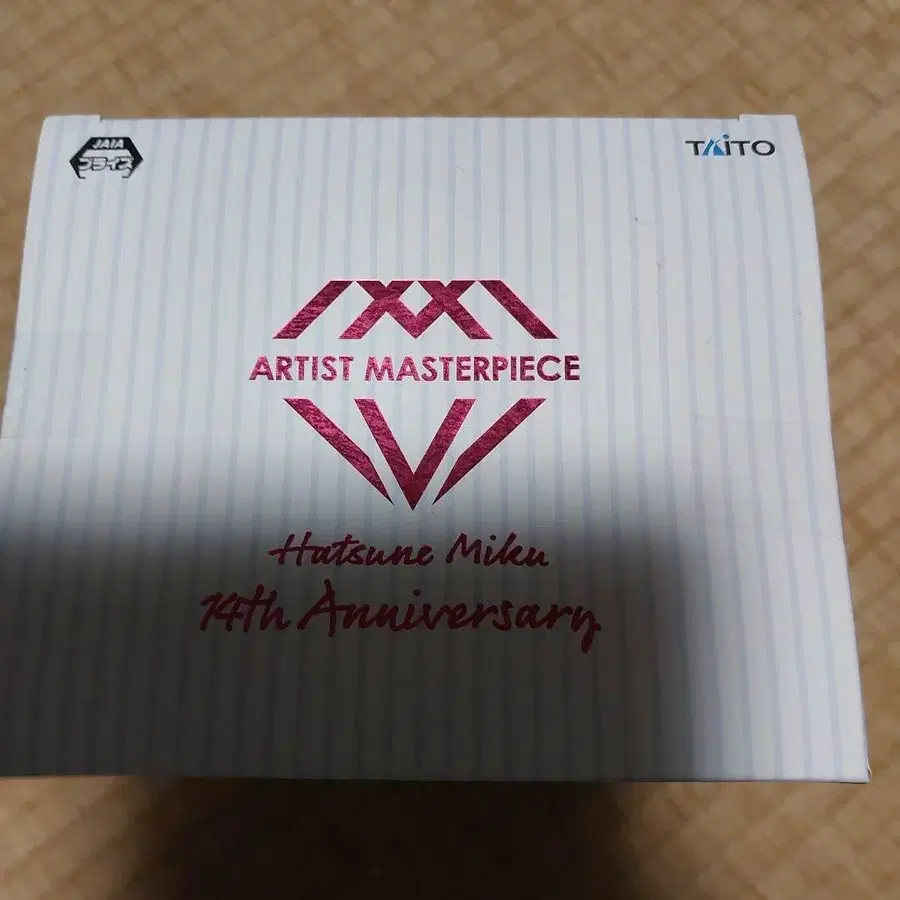 JAIA
プライズ
TAITO
ARTIST MASTERPIECE
Hatsune Miku
14th Anniversary